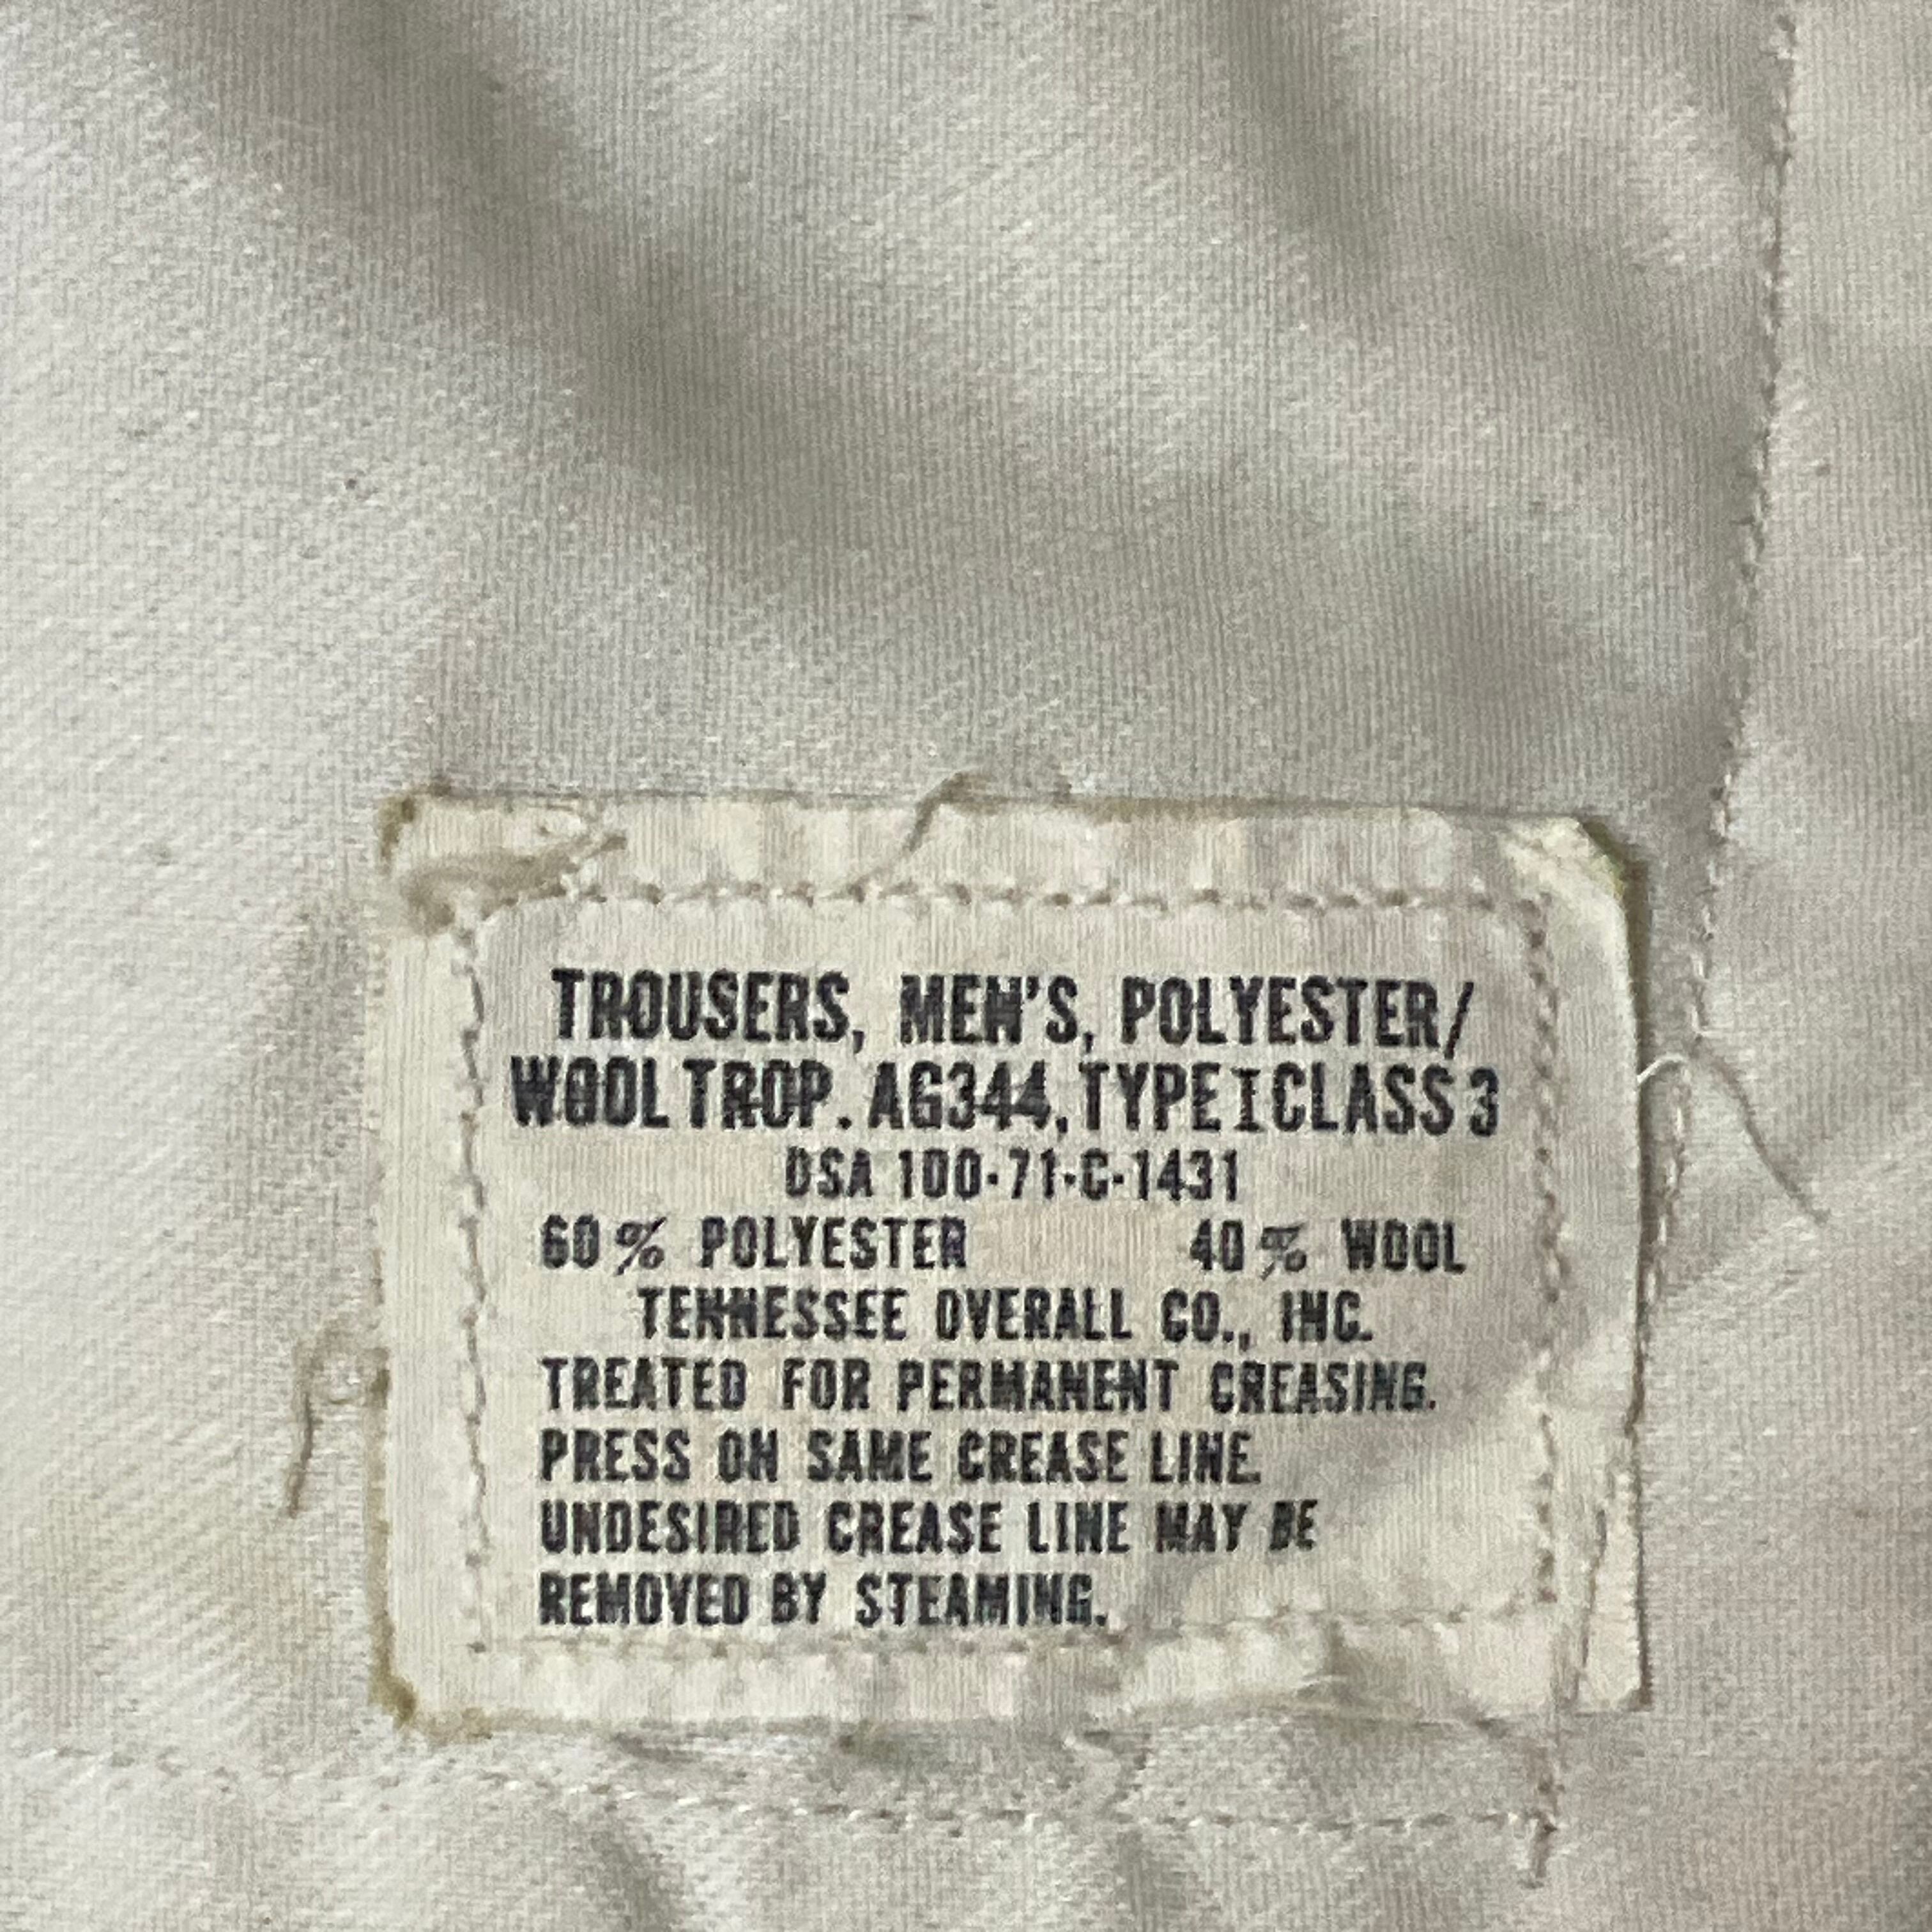 TROUSERS, MEN'S, POLYESTER/
WOOL TROP. AG344, TYPE I CLASS 3
DSA 100-71-C-1431
60% POLYESTER 40% WOOL
TENNESSEE OVERALL CO., INC.
TREATED FOR PERMANENT CREASING.
PRESS ON SAME CREASE LINE.
UNDESIRED CREASE LINE MAY BE
REMOVED BY STEAMING.